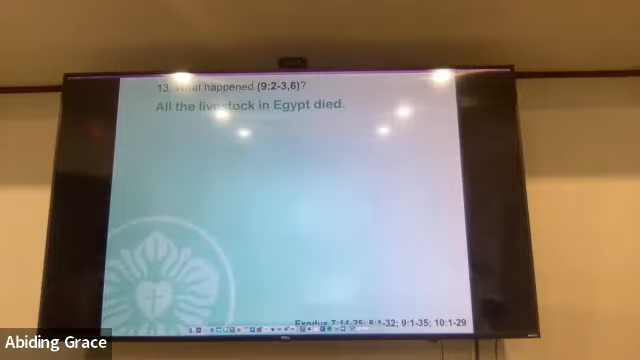 13. What happened (9:2-3,6)?
All the livestock in Egypt died.
Exodus 7:14-25; 8:1-32; 9:1-35; 10:1-29
Abiding Grace